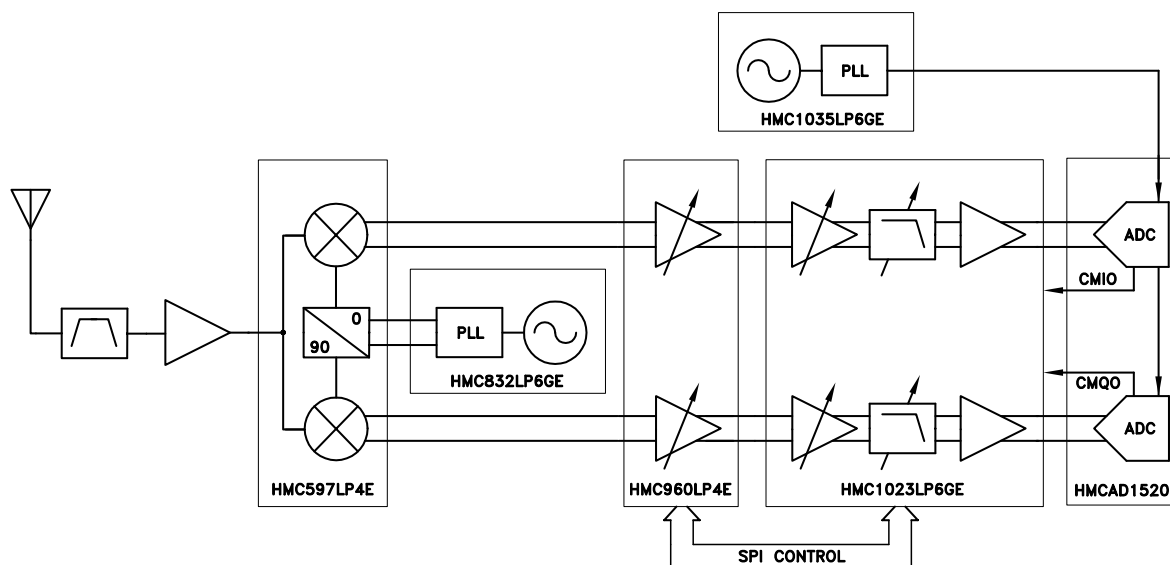 PLL
HMC1035LP6GE
ADC
CMIO
0
90
PLL
HMC832LP6GE
CMQO
ADC
HMC597LP4E
HMC960LP4E
HMC1023LP6GE
HMCAD1520
SPI CONTROL